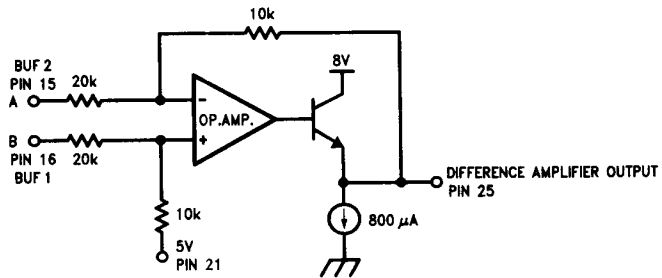 10k
8V
BUF 2
PIN 15
20k
A
−
OP.AMP.
B
+
PIN 16
20k
BUF 1
DIFFERENCE AMPLIFIER OUTPUT
PIN 25
10k
800 μA
5V
PIN 21